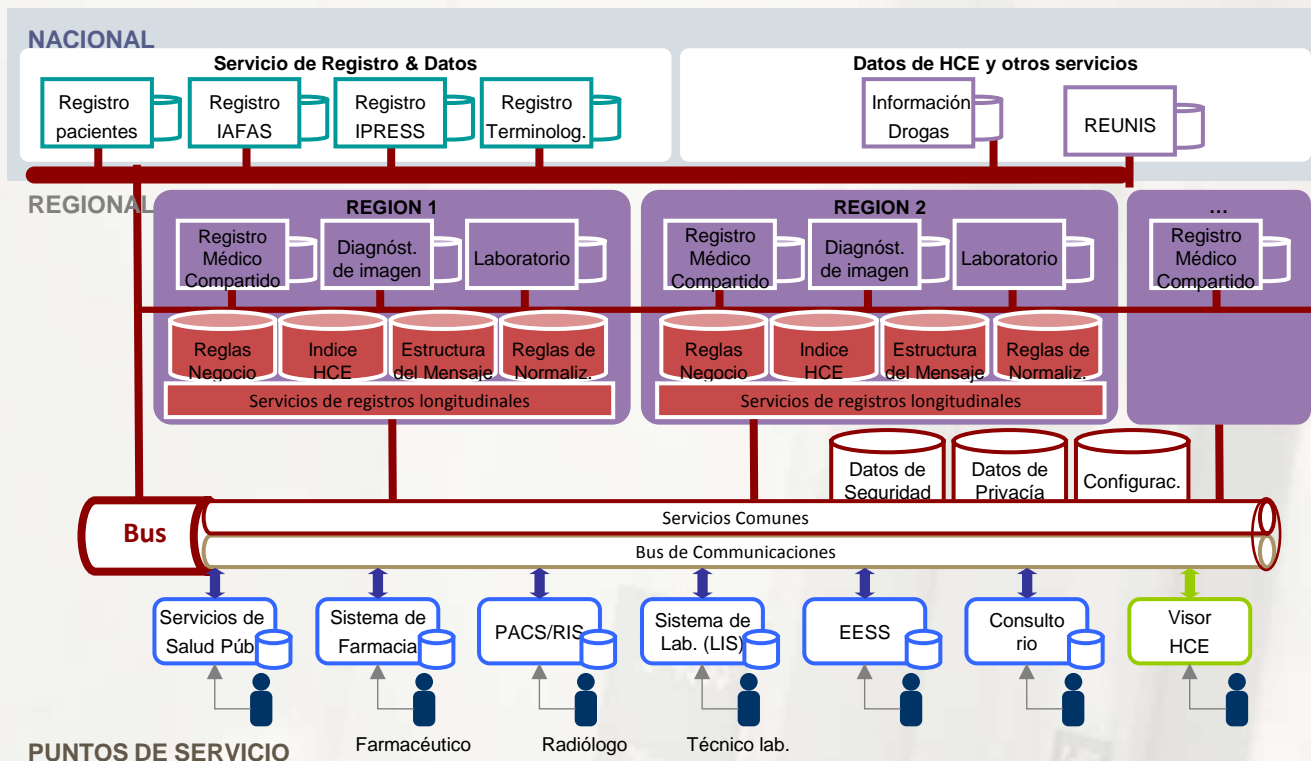 NACIONAL
Servicio de Registro & Datos
Datos de HCE y otros servicios
Registro
pacientes
Registro
IAFAS
Registro
IPRESS
Registro
Terminolog.
Información
Drogas
REUNIS
REGIONAL
REGION 1
REGION 2
...
Registro
Médico
Compartido
Diagnóst.
de imagen
Laboratorio
Registro
Médico
Compartido
Diagnóst.
de imagen
Laboratorio
Registro
Médico
Compartido
Reglas
Negocio
Indice
HCE
Estructura
del Mensaje
Reglas de
Normaliz.
Reglas
Negocio
Indice
HCE
Estructura
del Mensaje
Reglas de
Normaliz.
Servicios de registros longitudinales
Servicios de registros longitudinales
Datos de
Seguridad
Datos de
Privacía
Configurac.
Bus
Servicios Comunes
Bus de Communicaciones
Servicios de
Salud Púb
Sistema de
Farmacia
PACS/RIS
Sistema de
Lab. (LIS)
EESS
Consulto
rio
Visor
HCE
Farmacéutico
Radiólogo
Técnico lab.
PUNTOS DE SERVICIO